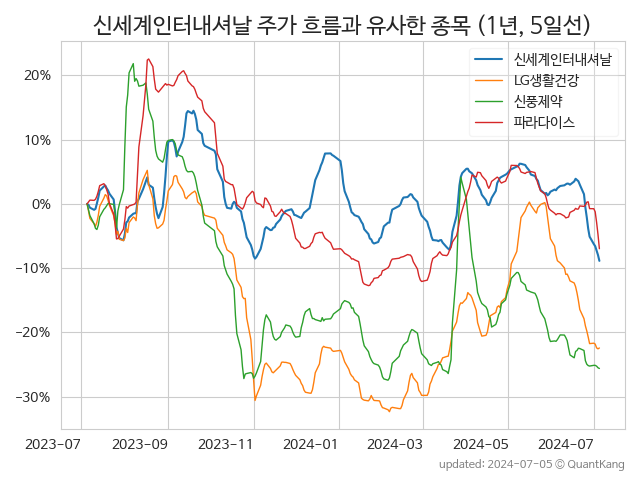 신세계인터내셔날 주가 흐름과 유사한 종목 (1년, 5일선)
신세계인터내셔날
LG생활건강
신풍제약
파라다이스
20%
10%
0%
−10%
−20%
−30%
2023-07 2023-09 2023-11 2024-01 2024-03 2024-05 2024-07
updated: 2024-07-05 © QuantKang